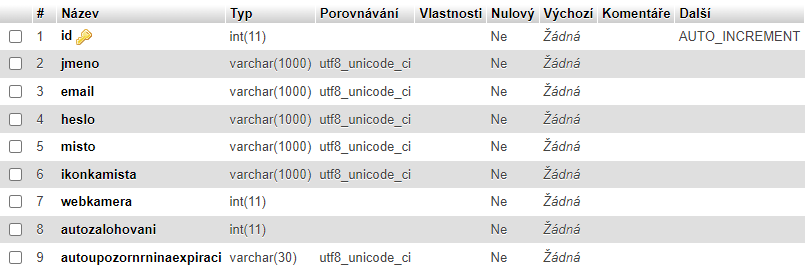 # Název Typ Porovnávání Vlastnosti Nulový Výchozí Komentáře Další
1 id int(11) Ne Žádná AUTO_INCREMENT
2 jmeno varchar(1000) utf8_unicode_ci Ne Žádná
3 email varchar(1000) utf8_unicode_ci Ne Žádná
4 heslo varchar(1000) utf8_unicode_ci Ne Žádná
5 misto varchar(1000) utf8_unicode_ci Ne Žádná
6 ikonkamista varchar(1000) utf8_unicode_ci Ne Žádná
7 webkamera int(11) Ne Žádná
8 autozalohovani int(11) Ne Žádná
9 autoupozornrninaexpiraci varchar(30) utf8_unicode_ci Ne Žádná